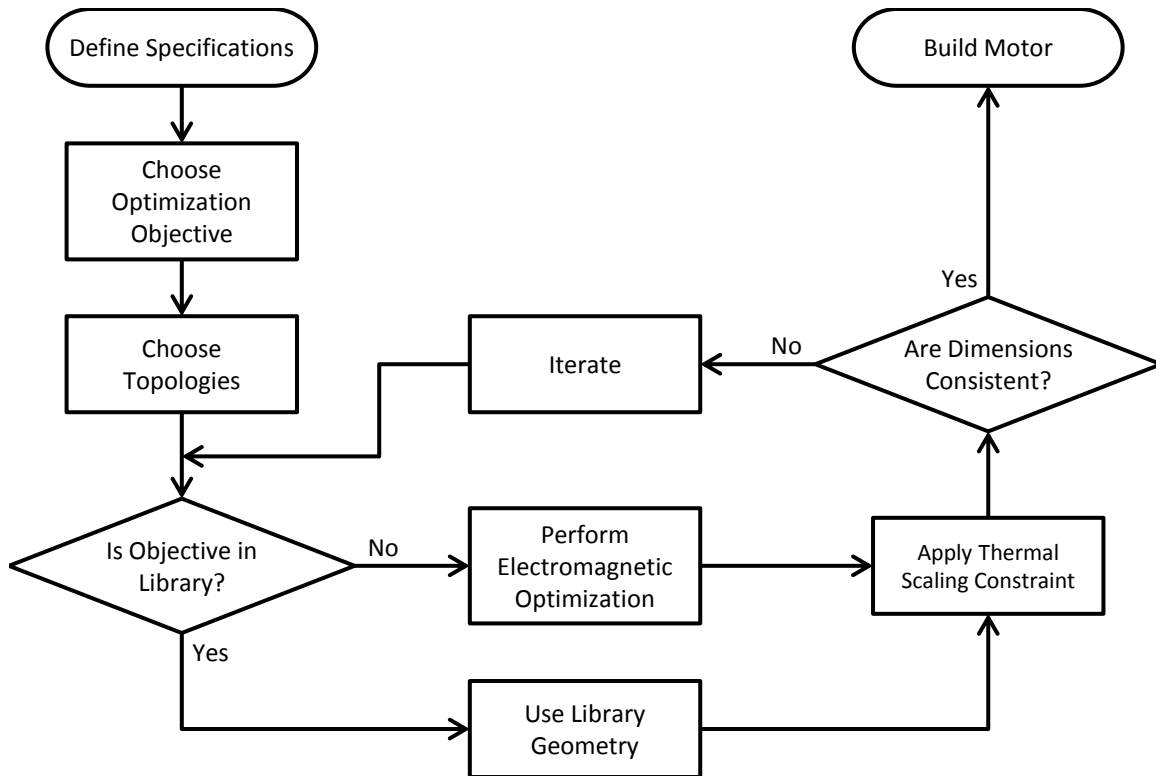 Define Specifications
Build Motor
Choose
Optimization
Objective
Yes
Choose
Topologies
Iterate
No
Are Dimensions
Consistent?
Is Objective in
Library?
No
Perform
Electromagnetic
Optimization
Apply Thermal
Scaling Constraint
Yes
Use Library
Geometry